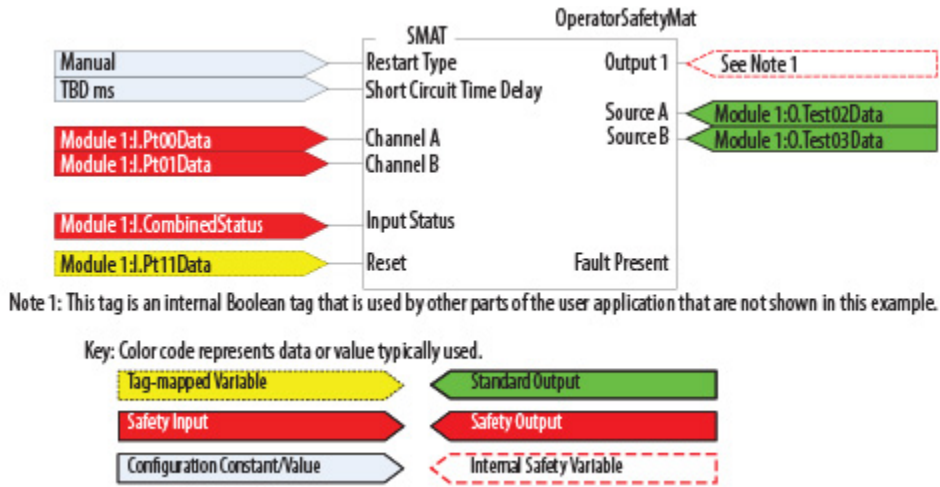 OperatorSafetyMat
SMAT
Manual
Restart Type
Output 1
See Note 1
TBD ms
Short Circuit Time Delay
Source A
Module 1:O.Test02Data
Module 1:I.Pt00Data
Channel A
Source B
Module 1:O.Test03Data
Module 1:I.Pt01Data
Channel B
Module 1:I.CombinedStatus
Input Status
Module 1:I.Pt11Data
Reset
Fault Present
Note 1: This tag is an internal Boolean tag that is used by other parts of the user application that are not shown in this example.
Key: Color code represents data or value typically used.
Tag-mapped Variable
Standard Output
Safety Input
Safety Output
Configuration Constant/Value
Internal Safety Variable